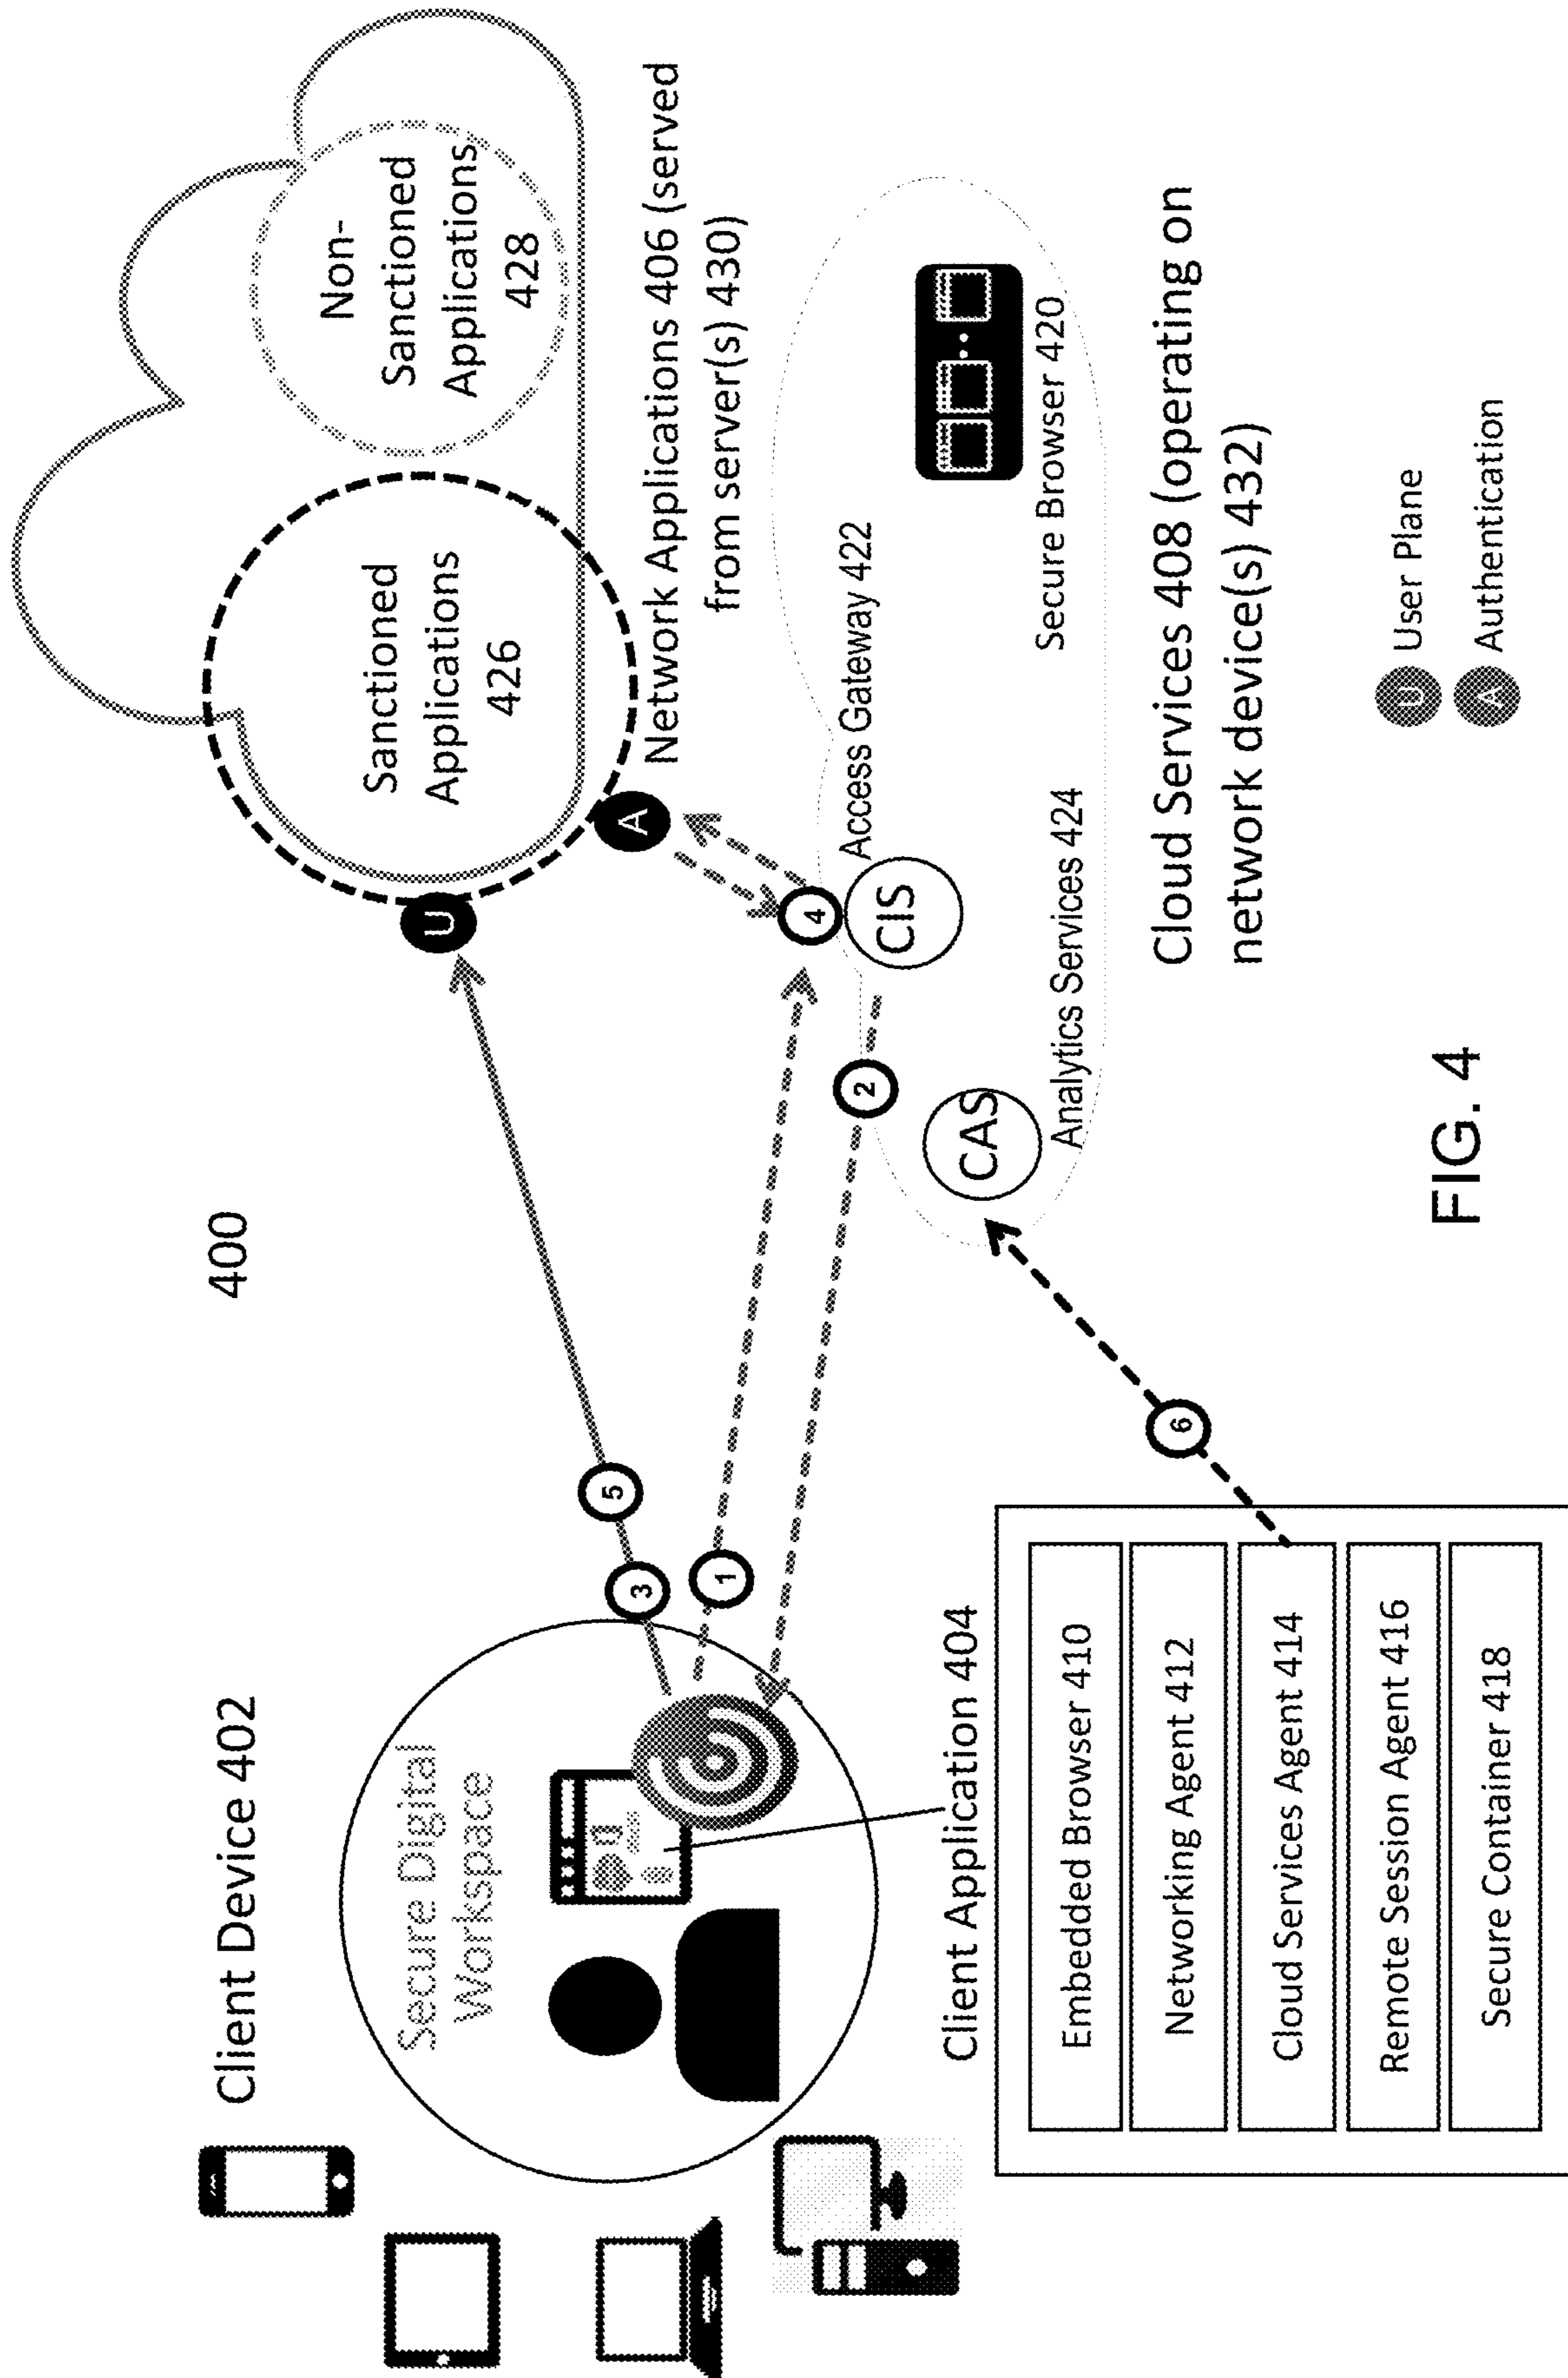 400
Client Device 402
Secure Digital
Workspace
3
5
1
2
4
U
A
Sanctioned
Applications
426
Non-
Sanctioned
Applications
428
Network Applications 406 (served
from server(s) 430)
Client Application 404
Embedded Browser 410
Networking Agent 412
Cloud Services Agent 414
Remote Session Agent 416
Secure Container 418
6
CAS
Analytics Services 424
CIS
Access Gateway 422
Secure Browser 420
Cloud Services 408 (operating on
network device(s) 432)
U User Plane
A Authentication
FIG. 4